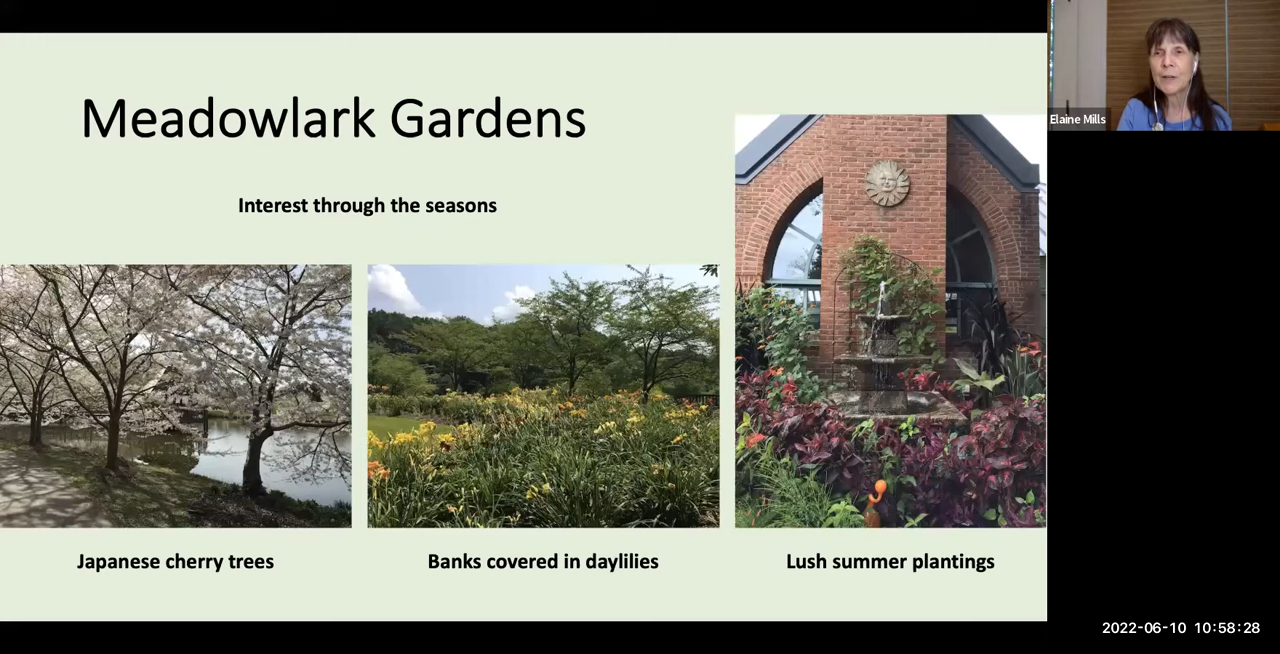 Meadowlark Gardens
Elaine Mills
Interest through the seasons
Japanese cherry trees
Banks covered in daylilies
Lush summer plantings
2022-06-10 10:58:28